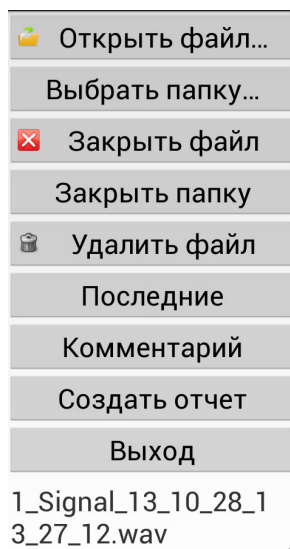 Открыть файл...
Выбрать папку...
Закрыть файл
Закрыть папку
Удалить файл
Последние
Комментарий
Создать отчет
Выход
1_Signal_13_10_28_1
3_27_12.wav